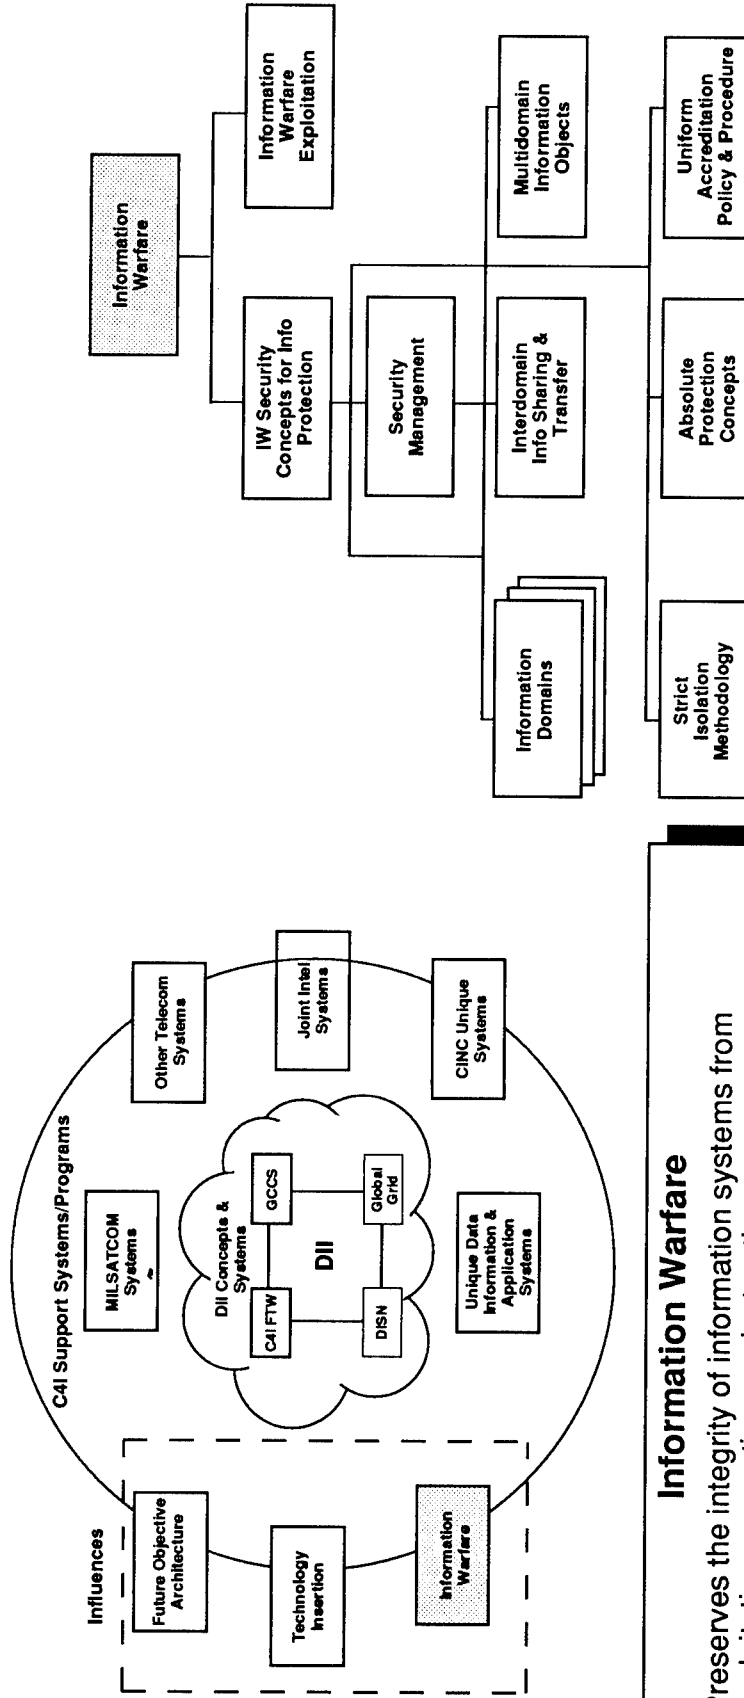 C4I Support Systems/Programs
Influences
Future Objective
Architecture
Technology
Insertion
Information
Warfare
MILSATCOM
Systems
Other Telecom
Systems
Joint Intel
Systems
CINC Unique
Systems
Unique Data
Information &
Application
Systems
DII Concepts &
Systems
C4I FTW
GCCS
DII
DISN
Global
Grid
Information
Warfare
IW Security
Concepts for Info
Protection
Information
Warfare
Exploitation
Security
Management
Information
Domains
Interdomain
Info Sharing &
Transfer
Multidomain
Information
Objects
Strict
Isolation
Methodology
Absolute
Protection
Concepts
Uniform
Accreditation
Policy & Procedure
Information Warfare
reserves the integrity of information systems from